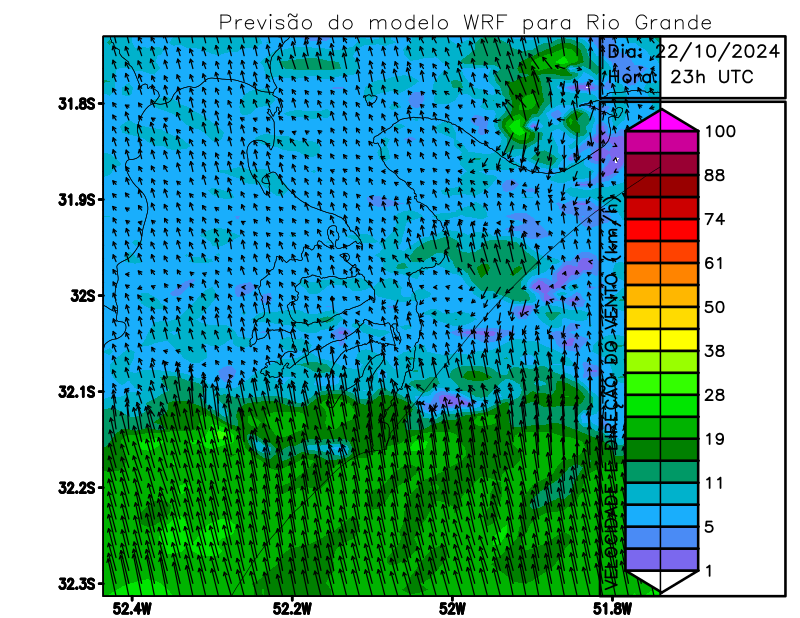 Previsão do modelo WRF para Rio Grande
Dia: 22/10/2024
Hora: 23h UTC
VELOCIDADE E DIREÇÃO DO VENTO (km/h)
100
88
74
61
50
38
28
19
11
5
1
31.8S
31.9S
32S
32.1S
32.2S
32.3S
52.4W 52.2W 52W 51.8W